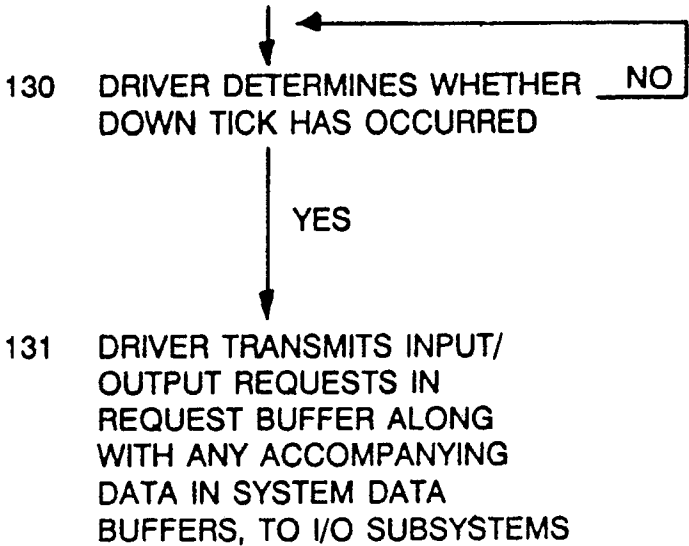 130 DRIVER DETERMINES WHETHER NO
DOWN TICK HAS OCCURRED
YES
131 DRIVER TRANSMITS INPUT/
OUTPUT REQUESTS IN
REQUEST BUFFER ALONG
WITH ANY ACCOMPANYING
DATA IN SYSTEM DATA
BUFFERS, TO I/O SUBSYSTEMS